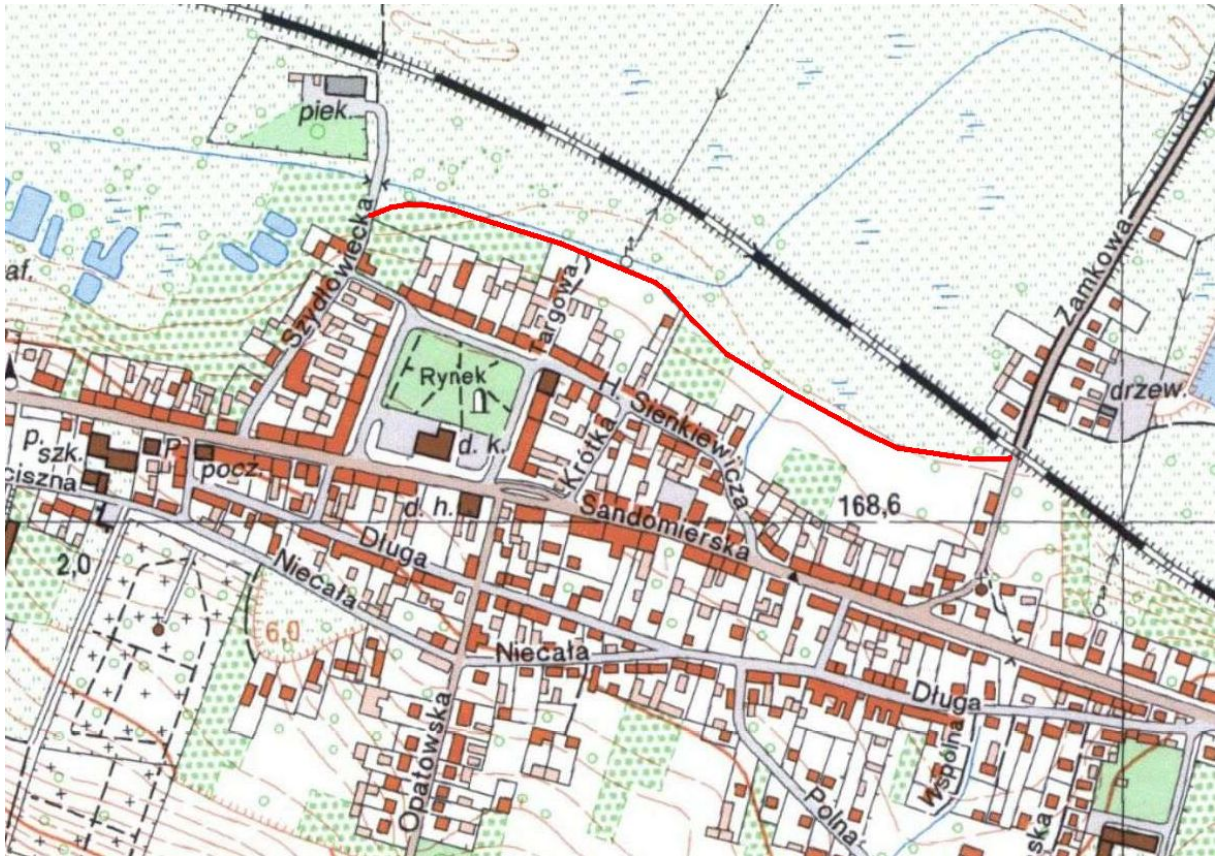 piek.
r
Szydłowiecka
af.
Targowa
Zamkowa
Rynek
drzew.
H. Sienkiewicza
d. k.
Krótka
p.
szk.
P.
pocz.
ciszna
d. h.
Sandomierska
168,6
Długa
2,0
Niecała
6,0
Niecała
Długa
Opatowska
Wspólna
Polna
ska